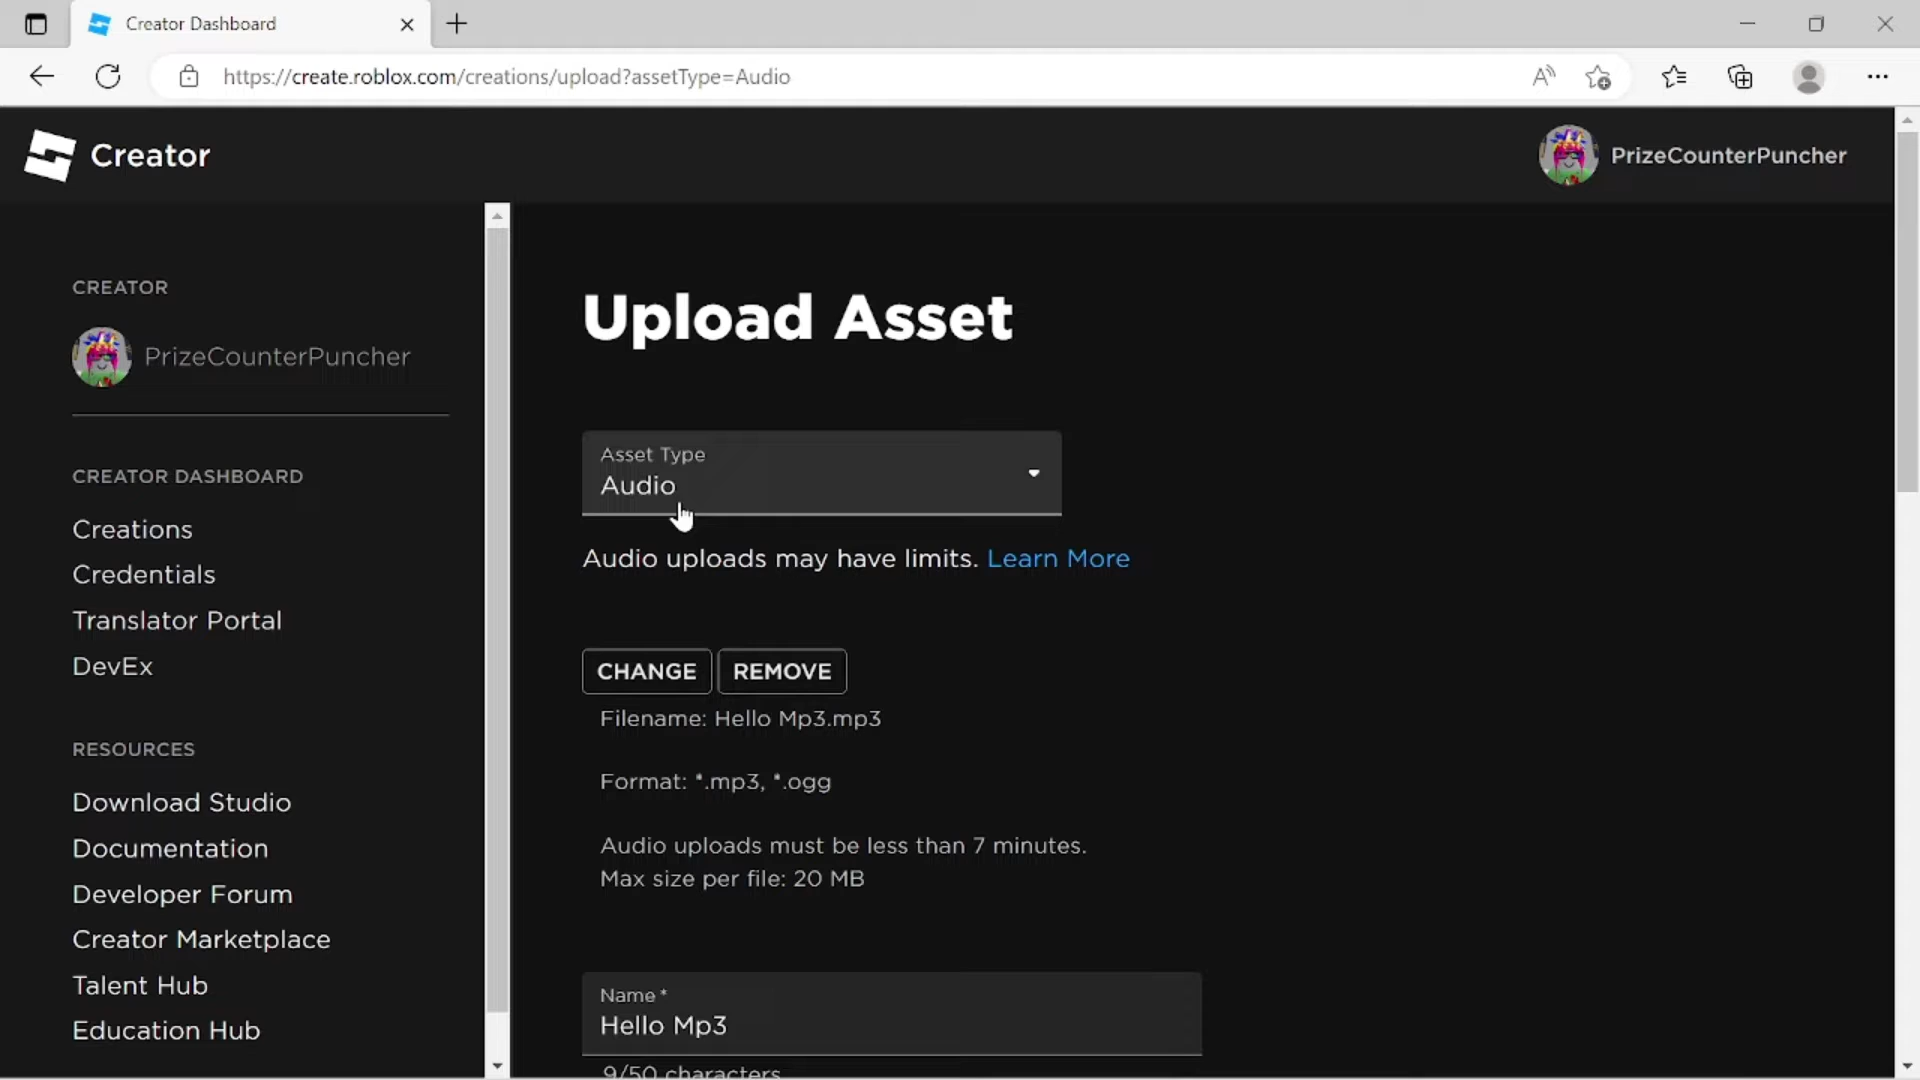 Creator Dashboard
https://create.roblox.com/creations/upload?assetType=Audio
Creator
PrizeCounterPuncher
CREATOR
PrizeCounterPuncher
CREATOR DASHBOARD
Creations
Credentials
Translator Portal
DevEx
RESOURCES
Download Studio
Documentation
Developer Forum
Creator Marketplace
Talent Hub
Education Hub
Upload Asset
Asset Type
Audio
Audio uploads may have limits. Learn More
CHANGE REMOVE
Filename: Hello Mp3.mp3
Format: *.mp3, *.ogg
Audio uploads must be less than 7 minutes.
Max size per file: 20 MB
Name*
Hello Mp3
9/50 characters